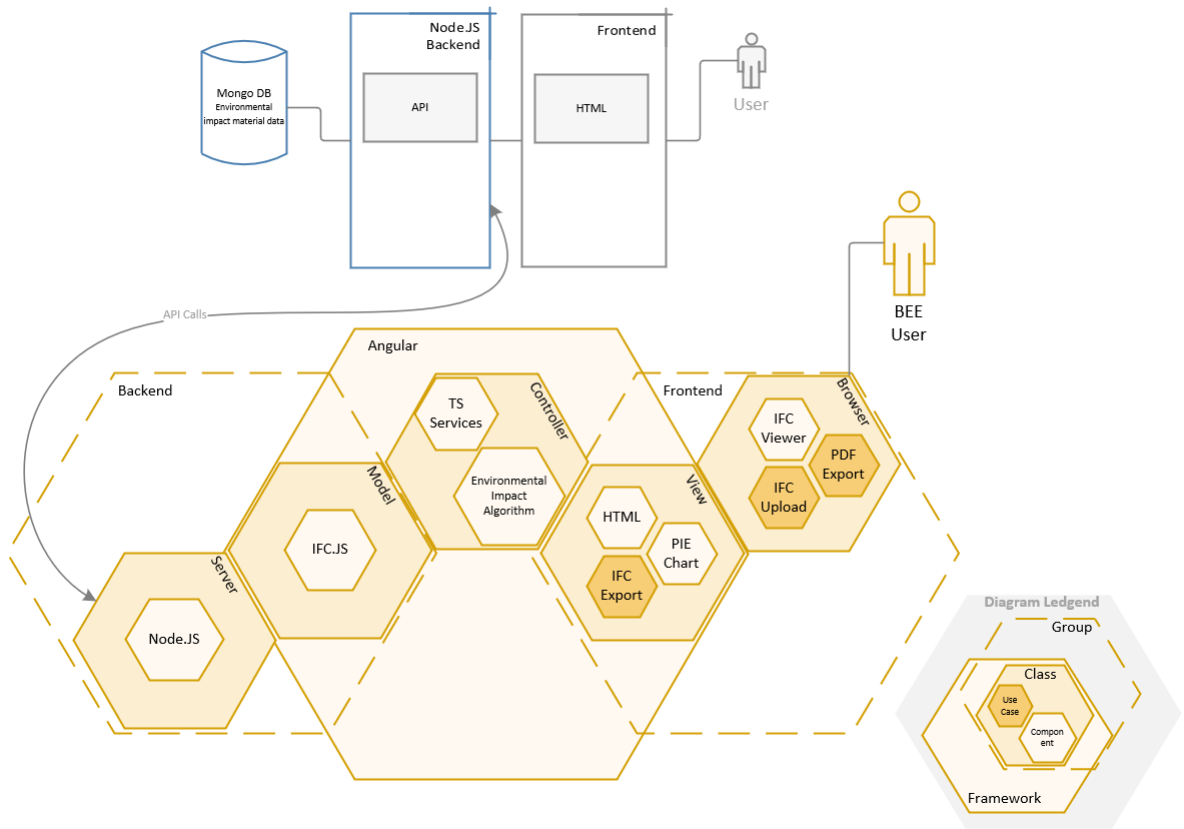 Node.JS
Backend
Frontend
Mongo DB
Environmental
impact material data
API
HTML
User
BEE
User
API Calls
Angular
Backend
Frontend
Controller
Browser
TS
Services
IFC
Viewer
PDF
Export
IFC
Upload
Model
Environmental
Impact
Algorithm
View
HTML
PIE
Chart
IFC
Export
IFC.JS
Server
Node.JS
Diagram Ledgend
Group
Class
Use
Case
Compon
ent
Framework